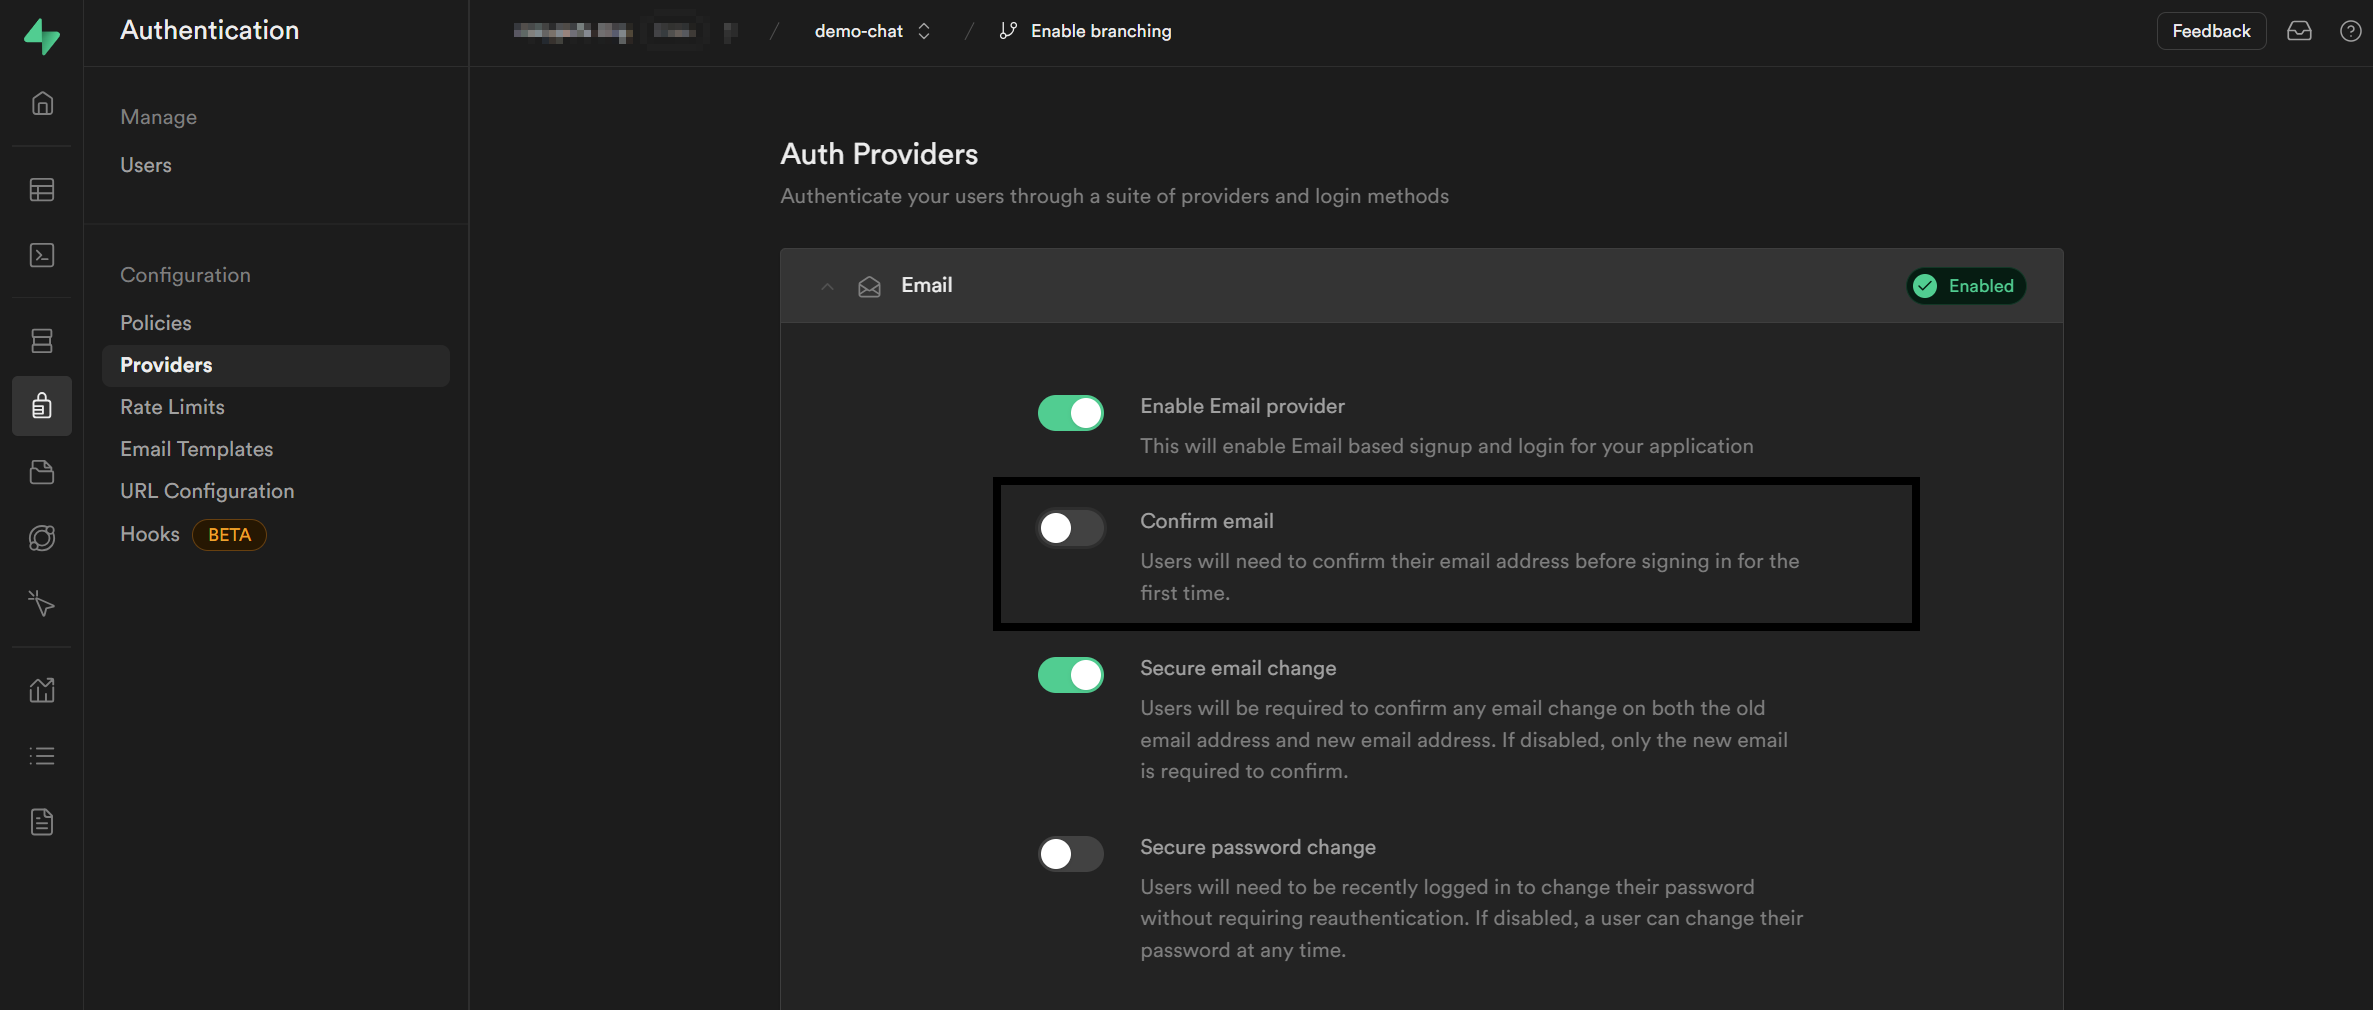 Authentication
demo-chat
Enable branching
Feedback
Manage
Users
Configuration
Policies
Providers
Rate Limits
Email Templates
URL Configuration
Hooks BETA
Auth Providers
Authenticate your users through a suite of providers and login methods
Email
Enabled
Enable Email provider
This will enable Email based signup and login for your application
Confirm email
Users will need to confirm their email address before signing in for the
first time.
Secure email change
Users will be required to confirm any email change on both the old
email address and new email address. If disabled, only the new email
is required to confirm.
Secure password change
Users will need to be recently logged in to change their password
without requiring reauthentication. If disabled, a user can change their
password at any time.